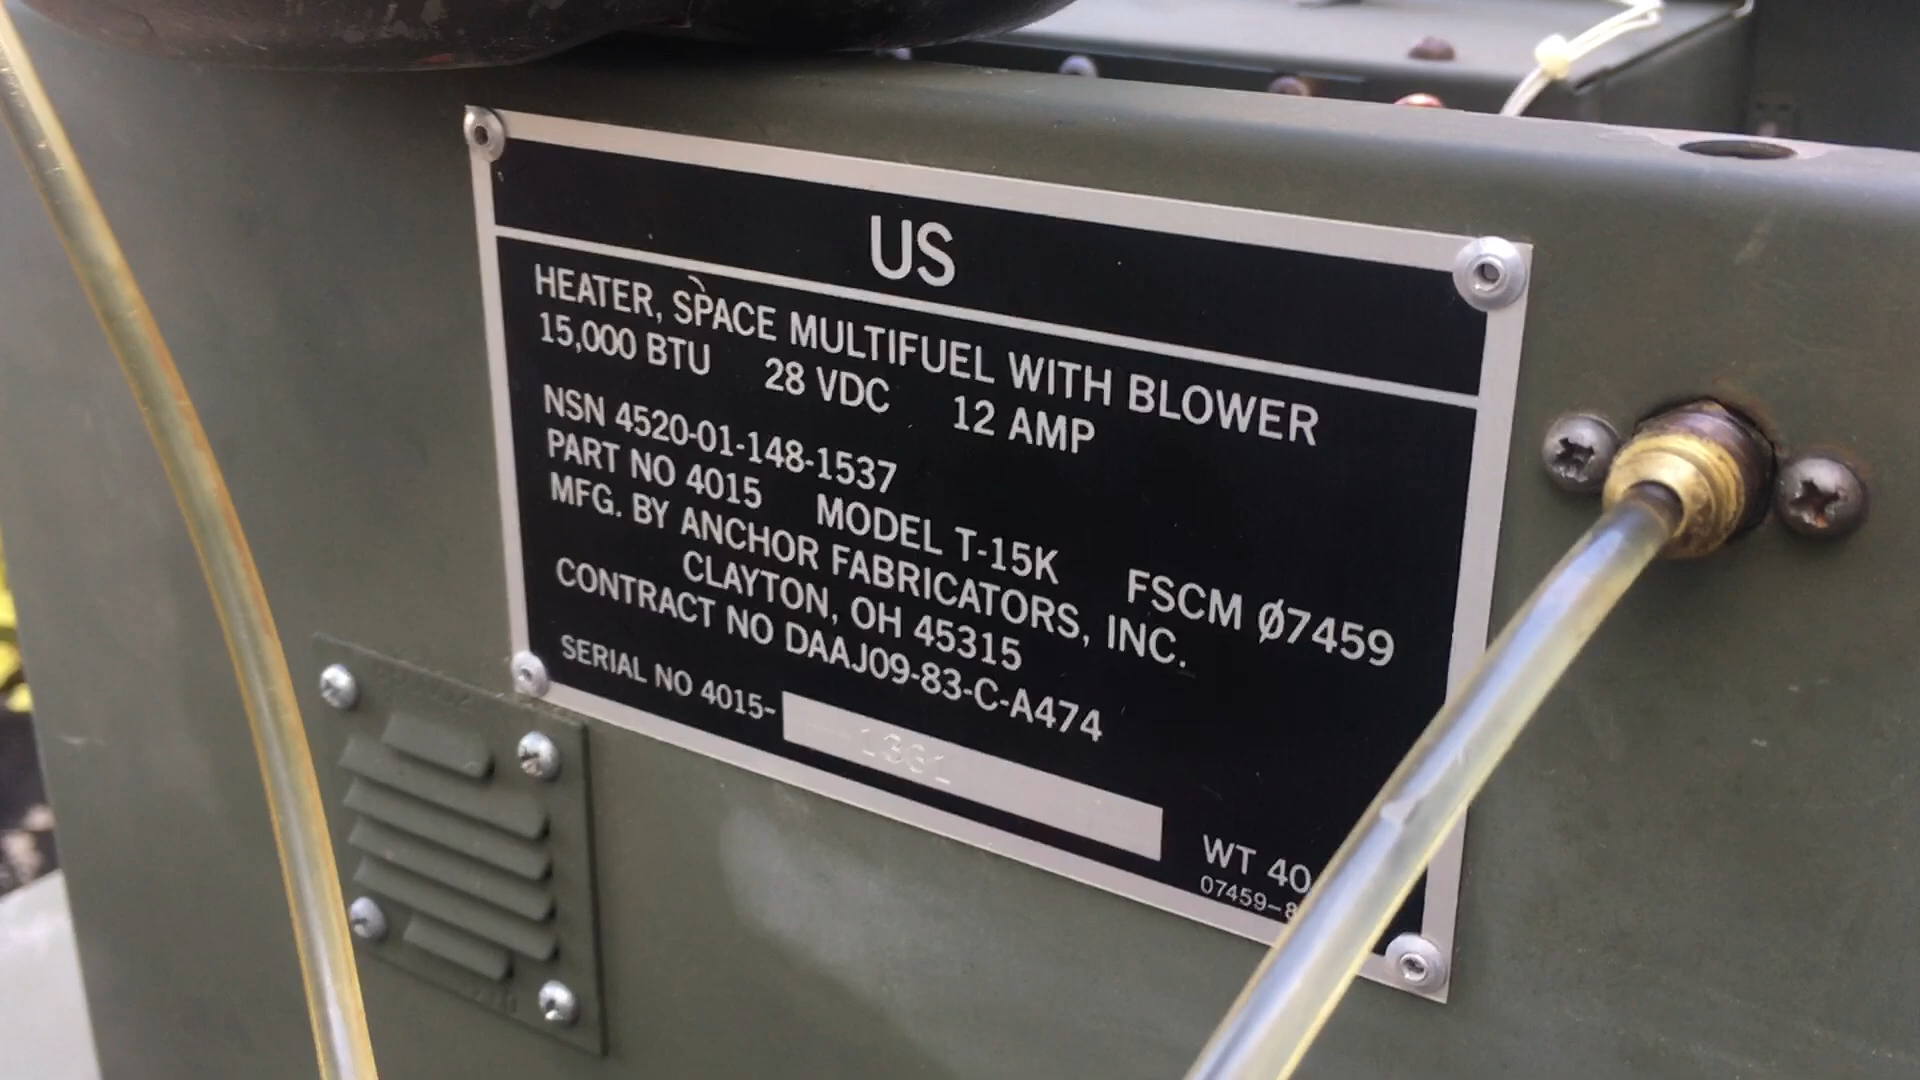 US
HEATER, SPACE MULTIFUEL WITH BLOWER
15,000 BTU 28 VDC 12 AMP
NSN 4520-01-148-1537
PART NO 4015 MODEL T-15K FSCM Ø7459
MFG. BY ANCHOR FABRICATORS, INC.
CLAYTON, OH 45315
CONTRACT NO DAAJ09-83-C-A474
SERIAL NO 4015-
WT 40
07459-8